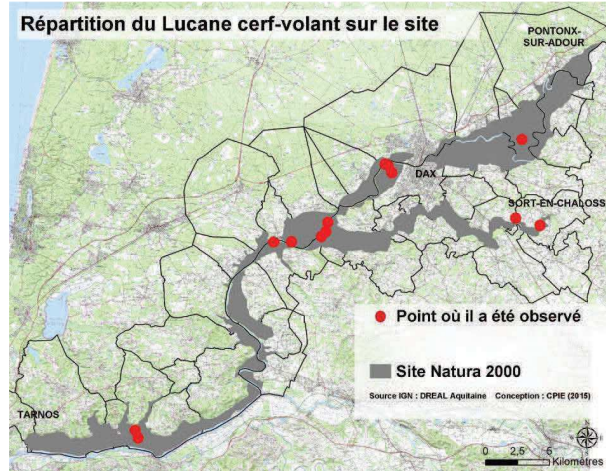 Répartition du Lucane cerf-volant sur le site
PONTONX-
SUR-ADOUR
DAX
SORT-EN-CHALOSS
Point où il a été observé
Site Natura 2000
Source IGN : DREAL Aquitaine Conception : CPIE (2015)
TARNOS
0 2,5 5
Kilomètres